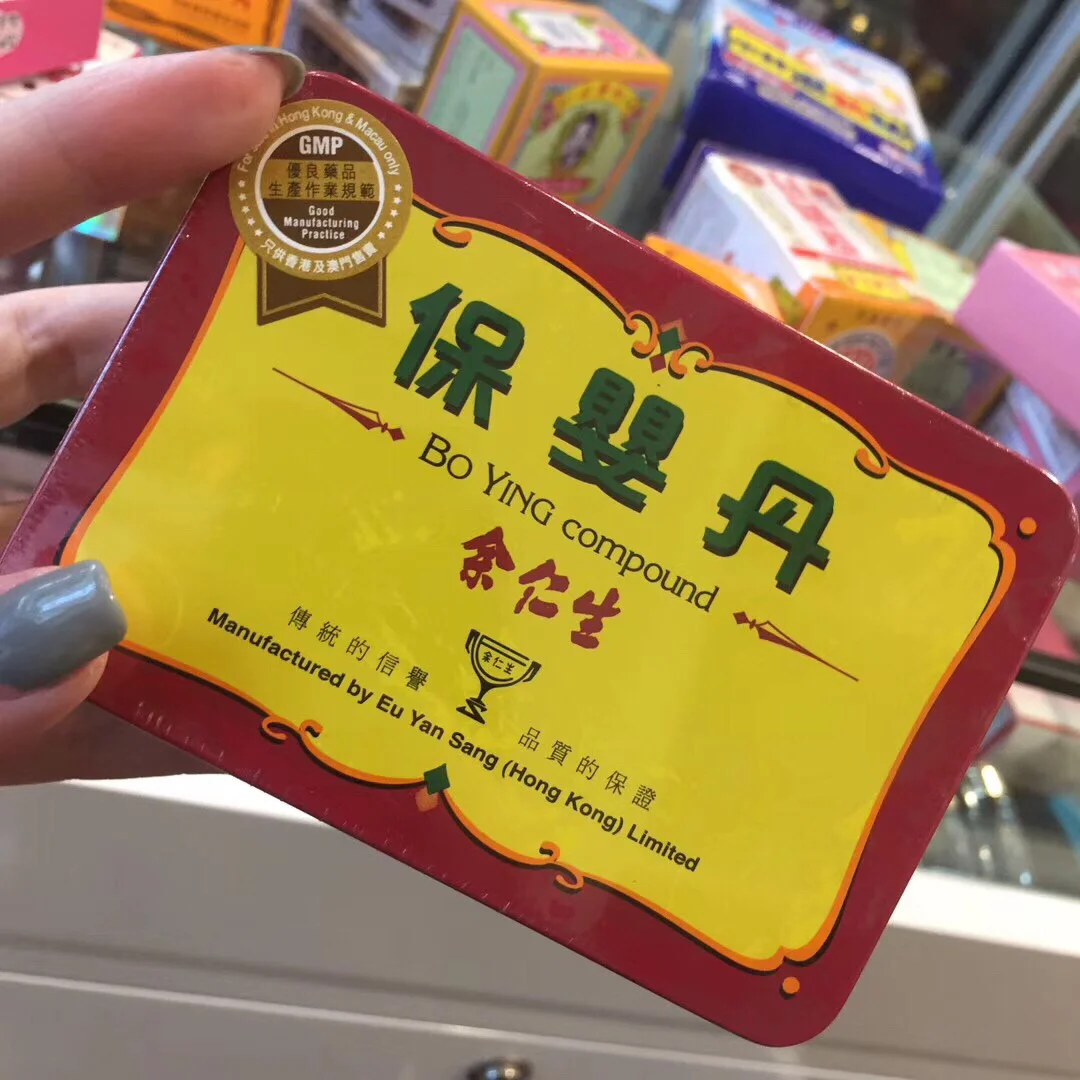 For sale in Hong Kong & Macau only
GMP
優良藥品
生產作業規範
Good
Manufacturing
Practice
只供香港及澳門售賣
保嬰丹
BO YING compound
余仁生
余仁生
傳統的信譽 品質的保證
Manufactured by Eu Yan Sang (Hong Kong) Limited